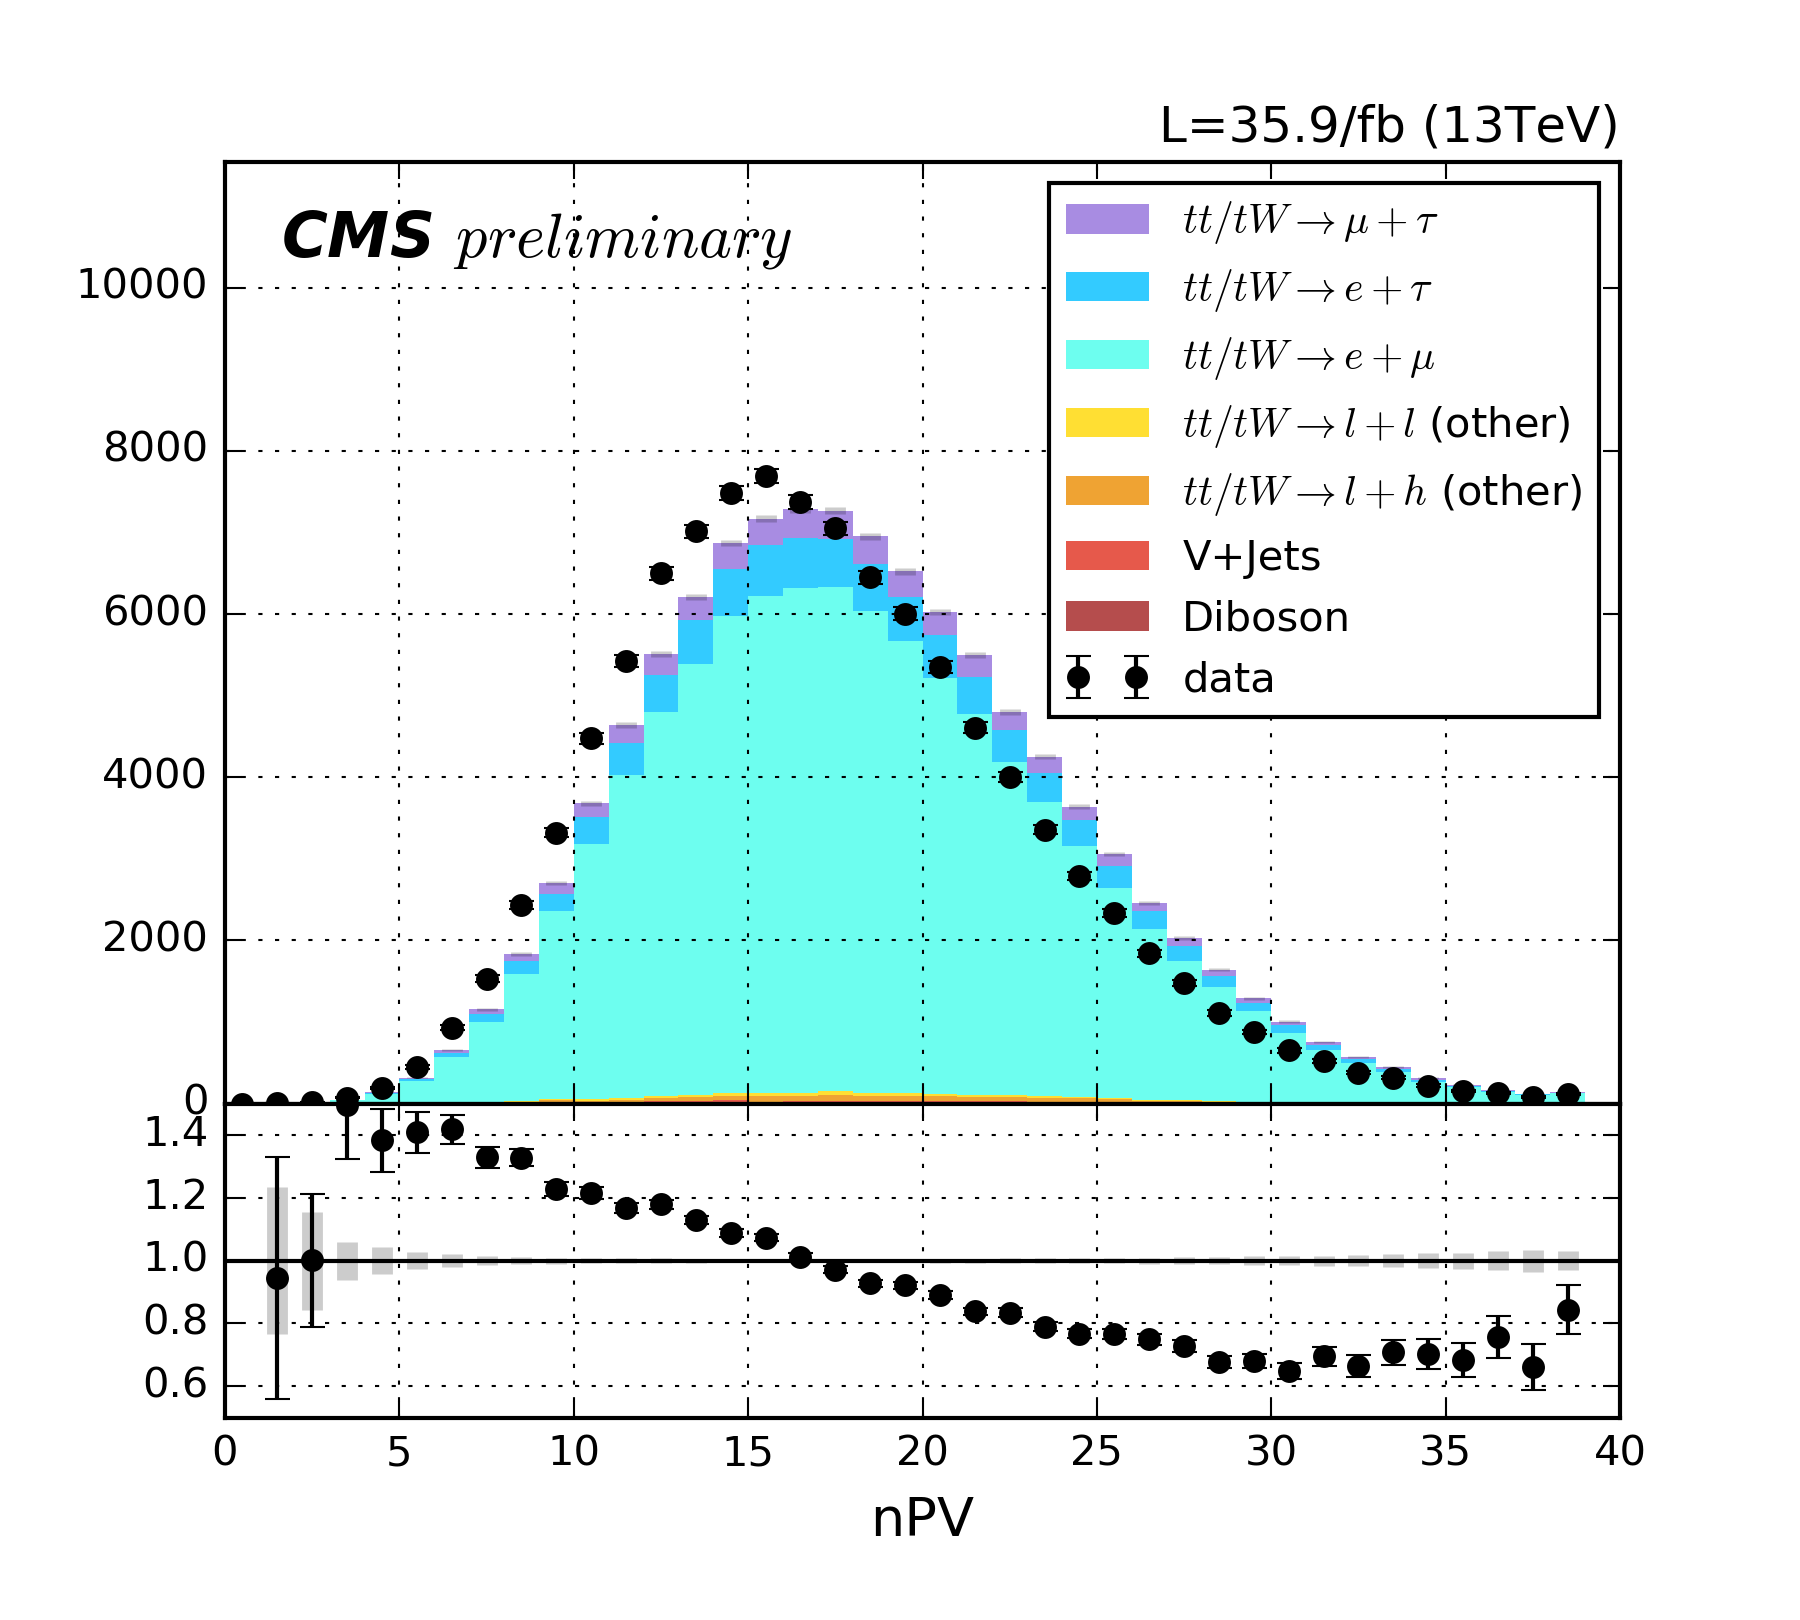 L=35.9/fb (13TeV)
CMS preliminary
tt/tW → μ + τ
tt/tW → e + τ
tt/tW → e + μ
tt/tW → l + l (other)
tt/tW → l + h (other)
V+Jets
Diboson
data
10000
8000
6000
4000
2000
0
1.4
1.2
1.0
0.8
0.6
0 5 10 15 20 25 30 35 40
nPV